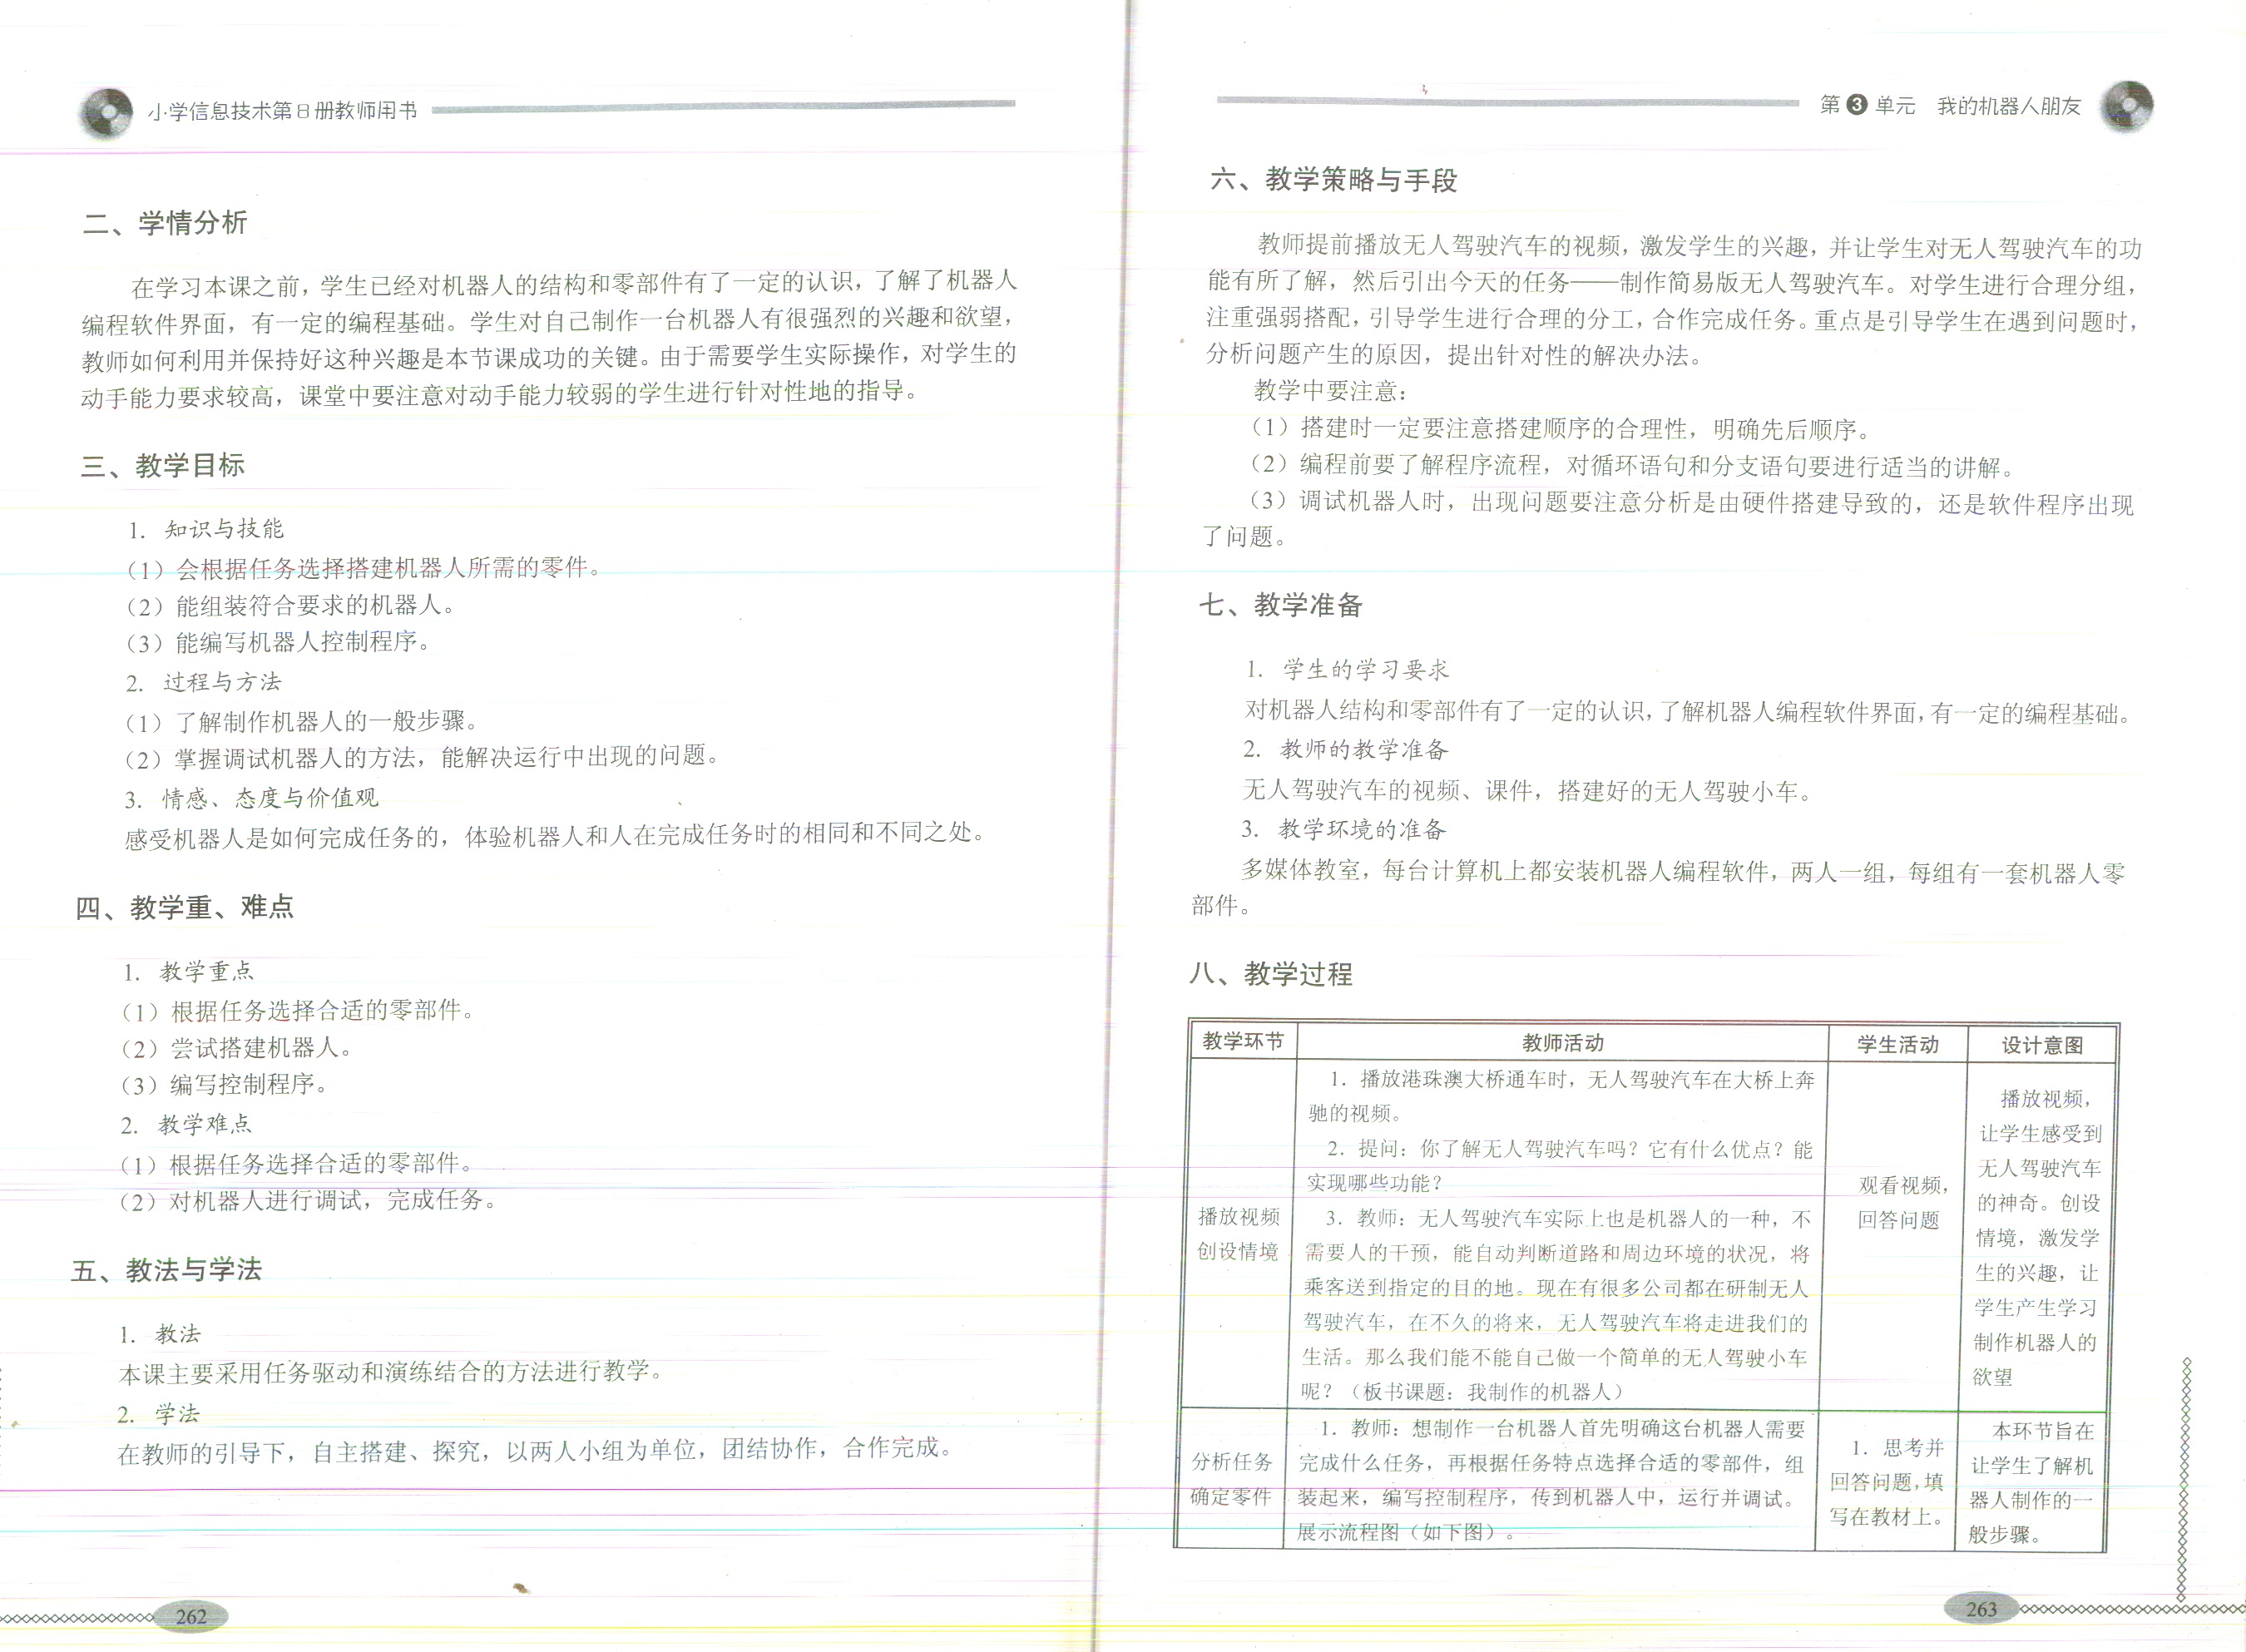 小学信息技术第8册教师用书
二、学情分析
在学习本课之前，学生已经对机器人的结构和零部件有了一定的认识，了解了机器人
编程软件界面，有一定的编程基础。学生对自己制作一台机器人有很强烈的兴趣和欲望，
教师如何利用并保持好这种兴趣是本节课成功的关键。由于需要学生实际操作，对学生的
动手能力要求较高，课堂中要注意对动手能力较弱的学生进行针对性地的指导。
三、教学目标
1. 知识与技能
（1）会根据任务选择搭建机器人所需的零件。
（2）能组装符合要求的机器人。
（3）能编写机器人控制程序。
2. 过程与方法
（1）了解制作机器人的一般步骤。
（2）掌握调试机器人的方法，能解决运行中出现的问题。
3. 情感、态度与价值观
感受机器人是如何完成任务的，体验机器人和人在完成任务时的相同和不同之处。
四、教学重、难点
1. 教学重点
（1）根据任务选择合适的零部件。
（2）尝试搭建机器人。
（3）编写控制程序。
2. 教学难点
（1）根据任务选择合适的零部件。
（2）对机器人进行调试，完成任务。
五、教法与学法
1. 教法
本课主要采用任务驱动和演练结合的方法进行教学。
2. 学法
在教师的引导下，自主搭建、探究，以两人小组为单位，团结协作，合作完成。
262
第3单元 我的机器人朋友
六、教学策略与手段
教师提前播放无人驾驶汽车的视频，激发学生的兴趣，并让学生对无人驾驶汽车的功
能有所了解，然后引出今天的任务——制作简易版无人驾驶汽车。对学生进行合理分组，
注重强弱搭配，引导学生进行合理的分工，合作完成任务。重点是引导学生在遇到问题时，
分析问题产生的原因，提出针对性的解决办法。
教学中要注意：
（1）搭建时一定要注意搭建顺序的合理性，明确先后顺序。
（2）编程前要了解程序流程，对循环语句和分支语句要进行适当的讲解。
（3）调试机器人时，出现问题要注意分析是由硬件搭建导致的，还是软件程序出现
了问题。
七、教学准备
1. 学生的学习要求
对机器人结构和零部件有了一定的认识，了解机器人编程软件界面，有一定的编程基础。
2. 教师的教学准备
无人驾驶汽车的视频、课件，搭建好的无人驾驶小车。
3. 教学环境的准备
多媒体教室，每台计算机上都安装机器人编程软件，两人一组，每组有一套机器人零
部件。
八、教学过程
教学环节 教师活动 学生活动 设计意图
播放视频
创设情境
1. 播放港珠澳大桥通车时，无人驾驶汽车在大桥上奔
驰的视频。
2. 提问：你了解无人驾驶汽车吗？它有什么优点？能
实现哪些功能？
3. 教师：无人驾驶汽车实际上也是机器人的一种，不
需要人的干预，能自动判断道路和周边环境的状况，将
乘客送到指定的目的地。现在有很多公司都在研制无人
驾驶汽车，在不久的将来，无人驾驶汽车将走进我们的
生活。那么我们能不能自己做一个简单的无人驾驶小车
呢？（板书课题：我制作的机器人）
观看视频，
回答问题
播放视频，
让学生感受到
无人驾驶汽车
的神奇。创设
情境，激发学
生的兴趣，让
学生产生学习
制作机器人的
欲望
分析任务
确定零件
1. 教师：想制作一台机器人首先明确这台机器人需要
完成什么任务，再根据任务特点选择合适的零部件，组
装起来，编写控制程序，传到机器人中，运行并调试。
展示流程图（如下图）。
1. 思考并
回答问题，填
写在教材上。
本环节旨在
让学生了解机
器人制作的一
般步骤。
263